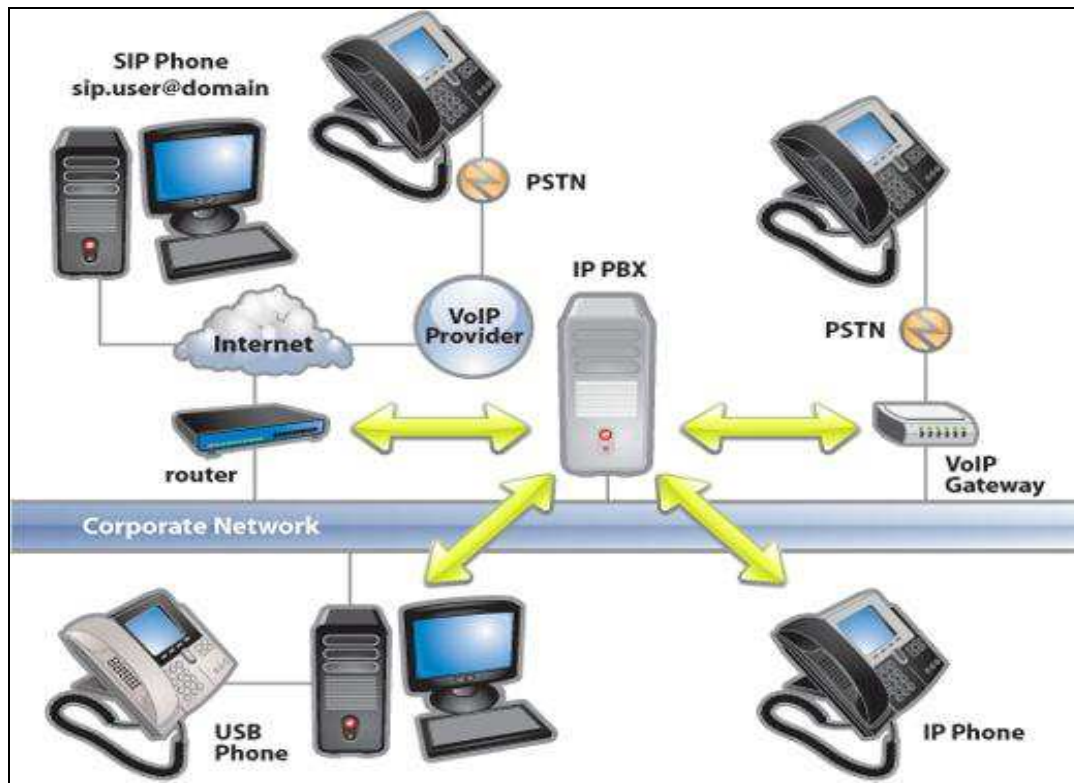 SIP Phone
sip.user@domain
PSTN
IP PBX
VoIP
Provider
PSTN
Internet
router
VoIP
Gateway
Corporate Network
USB
Phone
IP Phone